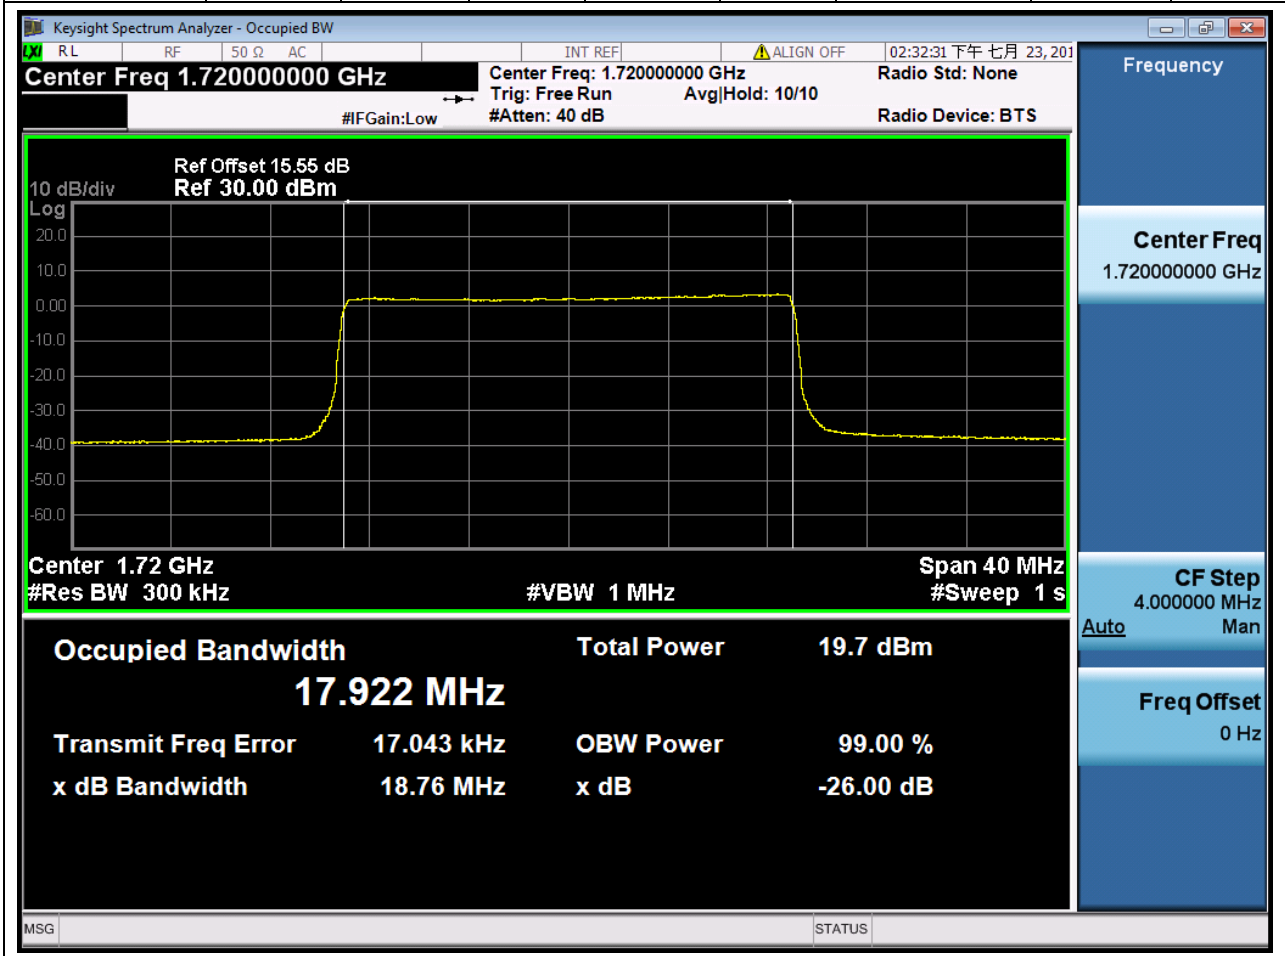 Keysight Spectrum Analyzer - Occupied BW
LXI RL RF 50 Ω AC INT REF ALIGN OFF 02:32:31 下午 七月 23, 201
Center Freq 1.720000000 GHz
Center Freq: 1.720000000 GHz Radio Std: None
Trig: Free Run Avg|Hold: 10/10
#IFGain:Low #Atten: 40 dB Radio Device: BTS
Ref Offset 15.55 dB
10 dB/div Ref 30.00 dBm
Log
20.0
10.0
0.00
-10.0
-20.0
-30.0
-40.0
-50.0
-60.0
Center 1.72 GHz Span 40 MHz
#Res BW 300 kHz #VBW 1 MHz #Sweep 1 s
Occupied Bandwidth Total Power 19.7 dBm
17.922 MHz
Transmit Freq Error 17.043 kHz OBW Power 99.00 %
x dB Bandwidth 18.76 MHz x dB -26.00 dB
MSG STATUS
Frequency
Center Freq
1.720000000 GHz
CF Step
4.000000 MHz
Auto Man
Freq Offset
0 Hz